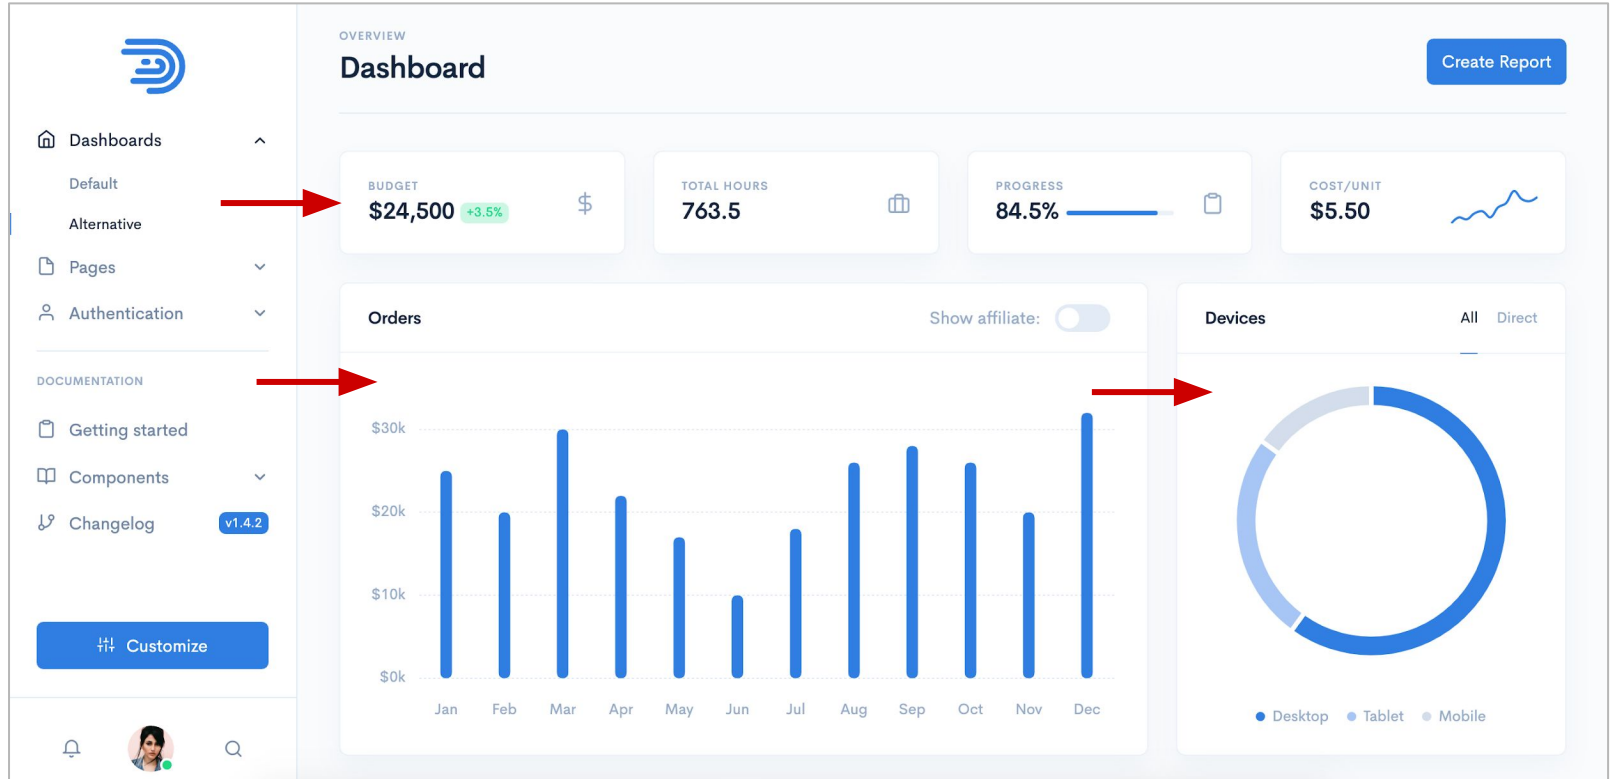 OVERVIEW
Dashboard
Create Report
Dashboards
Default
Alternative
Pages
Authentication
DOCUMENTATION
Getting started
Components
Changelog v1.4.2
Customize
BUDGET
$24,500 +3.5%
$
TOTAL HOURS
763.5
PROGRESS
84.5%
COST/UNIT
$5.50
Orders Show affiliate:
$30k
$20k
$10k
$0k
Jan Feb Mar Apr May Jun Jul Aug Sep Oct Nov Dec
Devices All Direct
Desktop Tablet Mobile